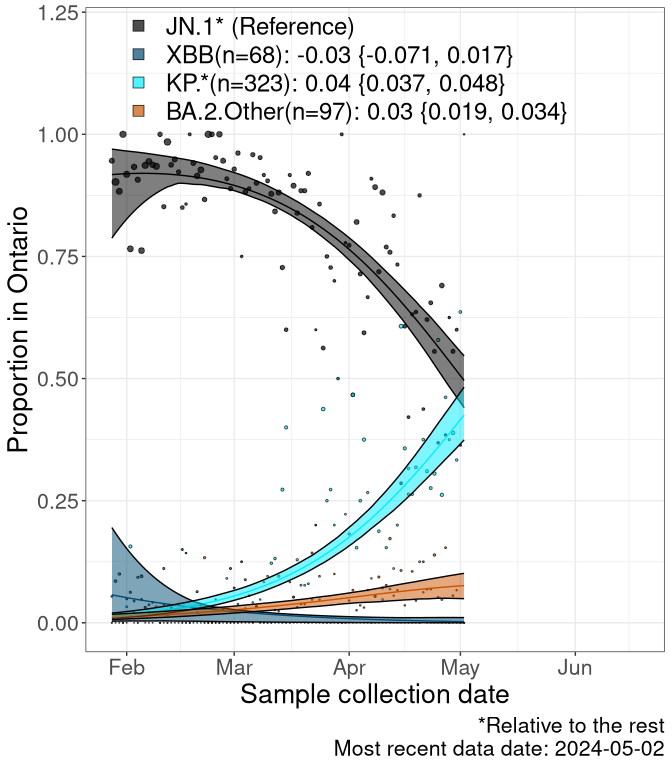 1.25
JN.1* (Reference)
XBB(n=68): -0.03 {-0.071, 0.017}
KP.*(n=323): 0.04 {0.037, 0.048}
BA.2.Other(n=97): 0.03 {0.019, 0.034}
1.00
0.75
0.50
0.25
0.00
Proportion in Ontario
Feb Mar Apr May Jun
Sample collection date
*Relative to the rest
Most recent data date: 2024-05-02